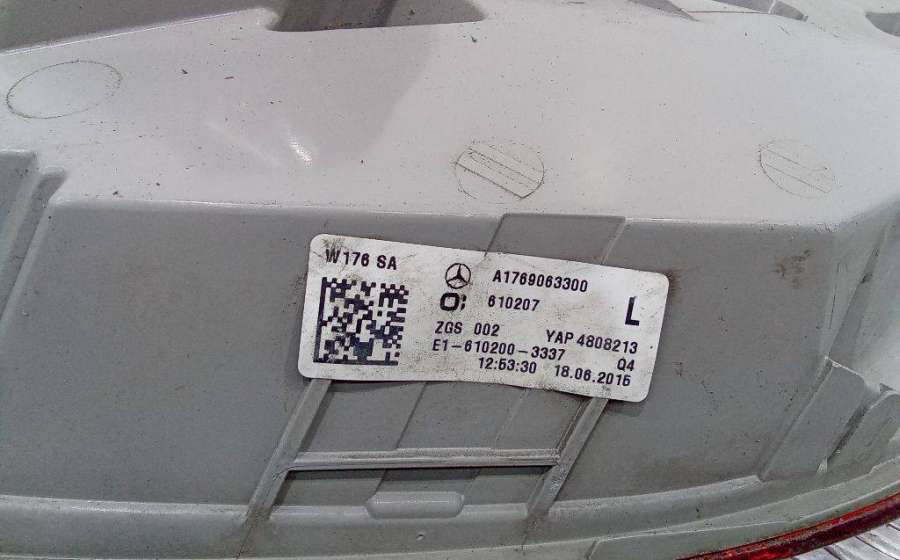 W176 SA
A1769063300
610207
L
ZGS 002 YAP 4808213
E1-610200-3337 Q4
12:53:30 18.06.2015